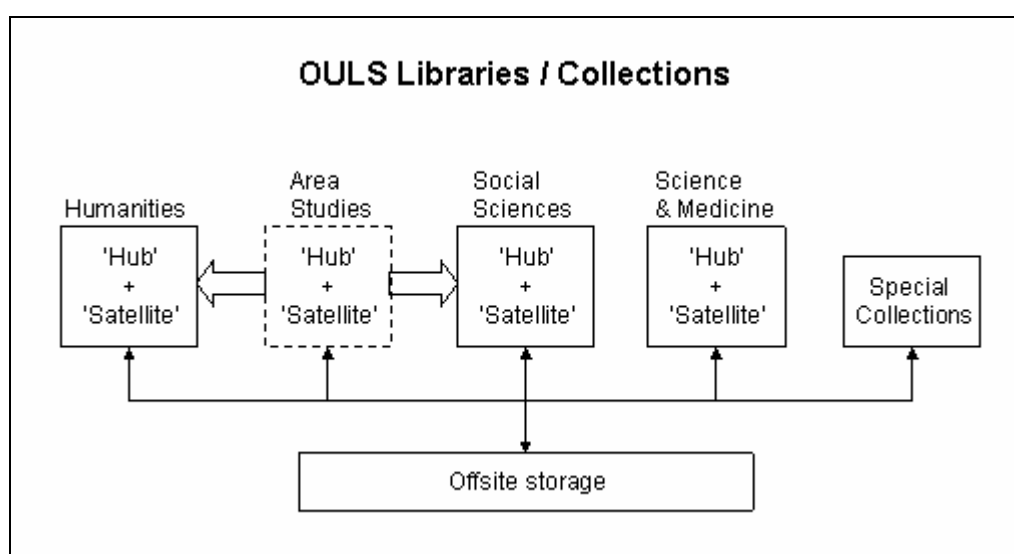 OULS Libraries / Collections
Humanities
Area
Studies
Social
Sciences
Science
& Medicine
'Hub'
+
'Satellite'
'Hub'
+
'Satellite'
'Hub'
+
'Satellite'
'Hub'
+
'Satellite'
Special
Collections
Offsite storage